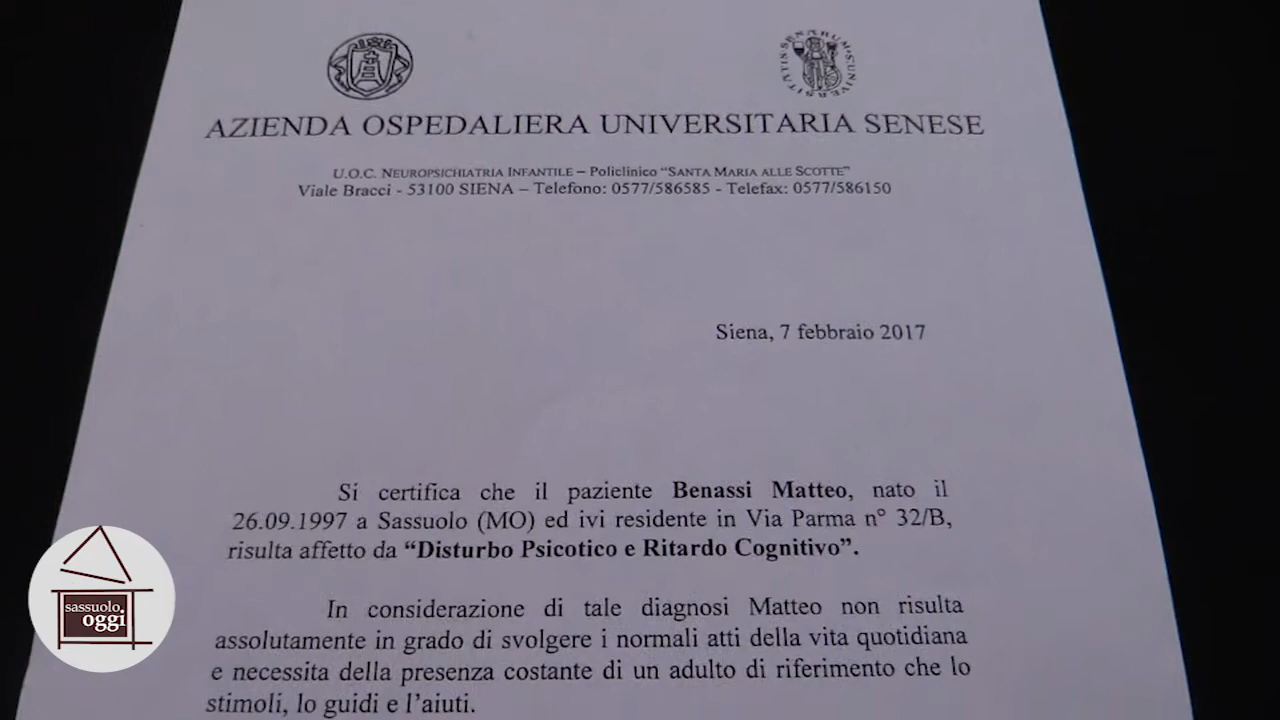 SENARUM·S·UNIVERSITATIS
AZIENDA OSPEDALIERA UNIVERSITARIA SENESE
U.O.C. NEUROPSICHIATRIA INFANTILE – Policlinico "SANTA MARIA ALLE SCOTTE"
Viale Bracci - 53100 SIENA – Telefono: 0577/586585 - Telefax: 0577/586150
Siena, 7 febbraio 2017
Si certifica che il paziente Benassi Matteo, nato il
26.09.1997 a Sassuolo (MO) ed ivi residente in Via Parma n° 32/B,
risulta affetto da “Disturbo Psicotico e Ritardo Cognitivo”.
In considerazione di tale diagnosi Matteo non risulta
assolutamente in grado di svolgere i normali atti della vita quotidiana
e necessita della presenza costante di un adulto di riferimento che lo
stimoli, lo guidi e l’aiuti.
sassuolo
oggi